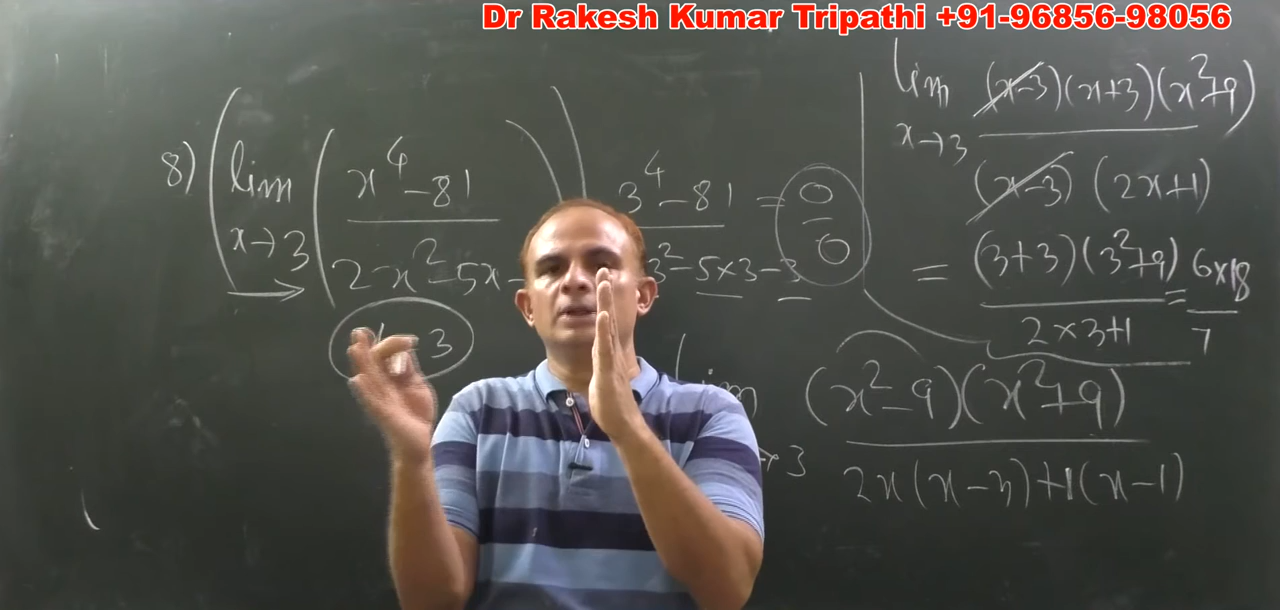 Dr Rakesh Kumar Tripathi +91-96856-98056
8) ( lim x→3 ( x⁴-81 / 2x²-5x- ) )
3⁴-81 / 3²-5×3-3 = 0/0
3
lim x→3 (x-3)(x+3)(x²+9) / (x-3)(2x+1)
= (3+3)(3²+9) / 2×3+1 = 6×18 / 7
lim →3 (x²-9)(x²+9) / 2x(x-3)+1(x-1)